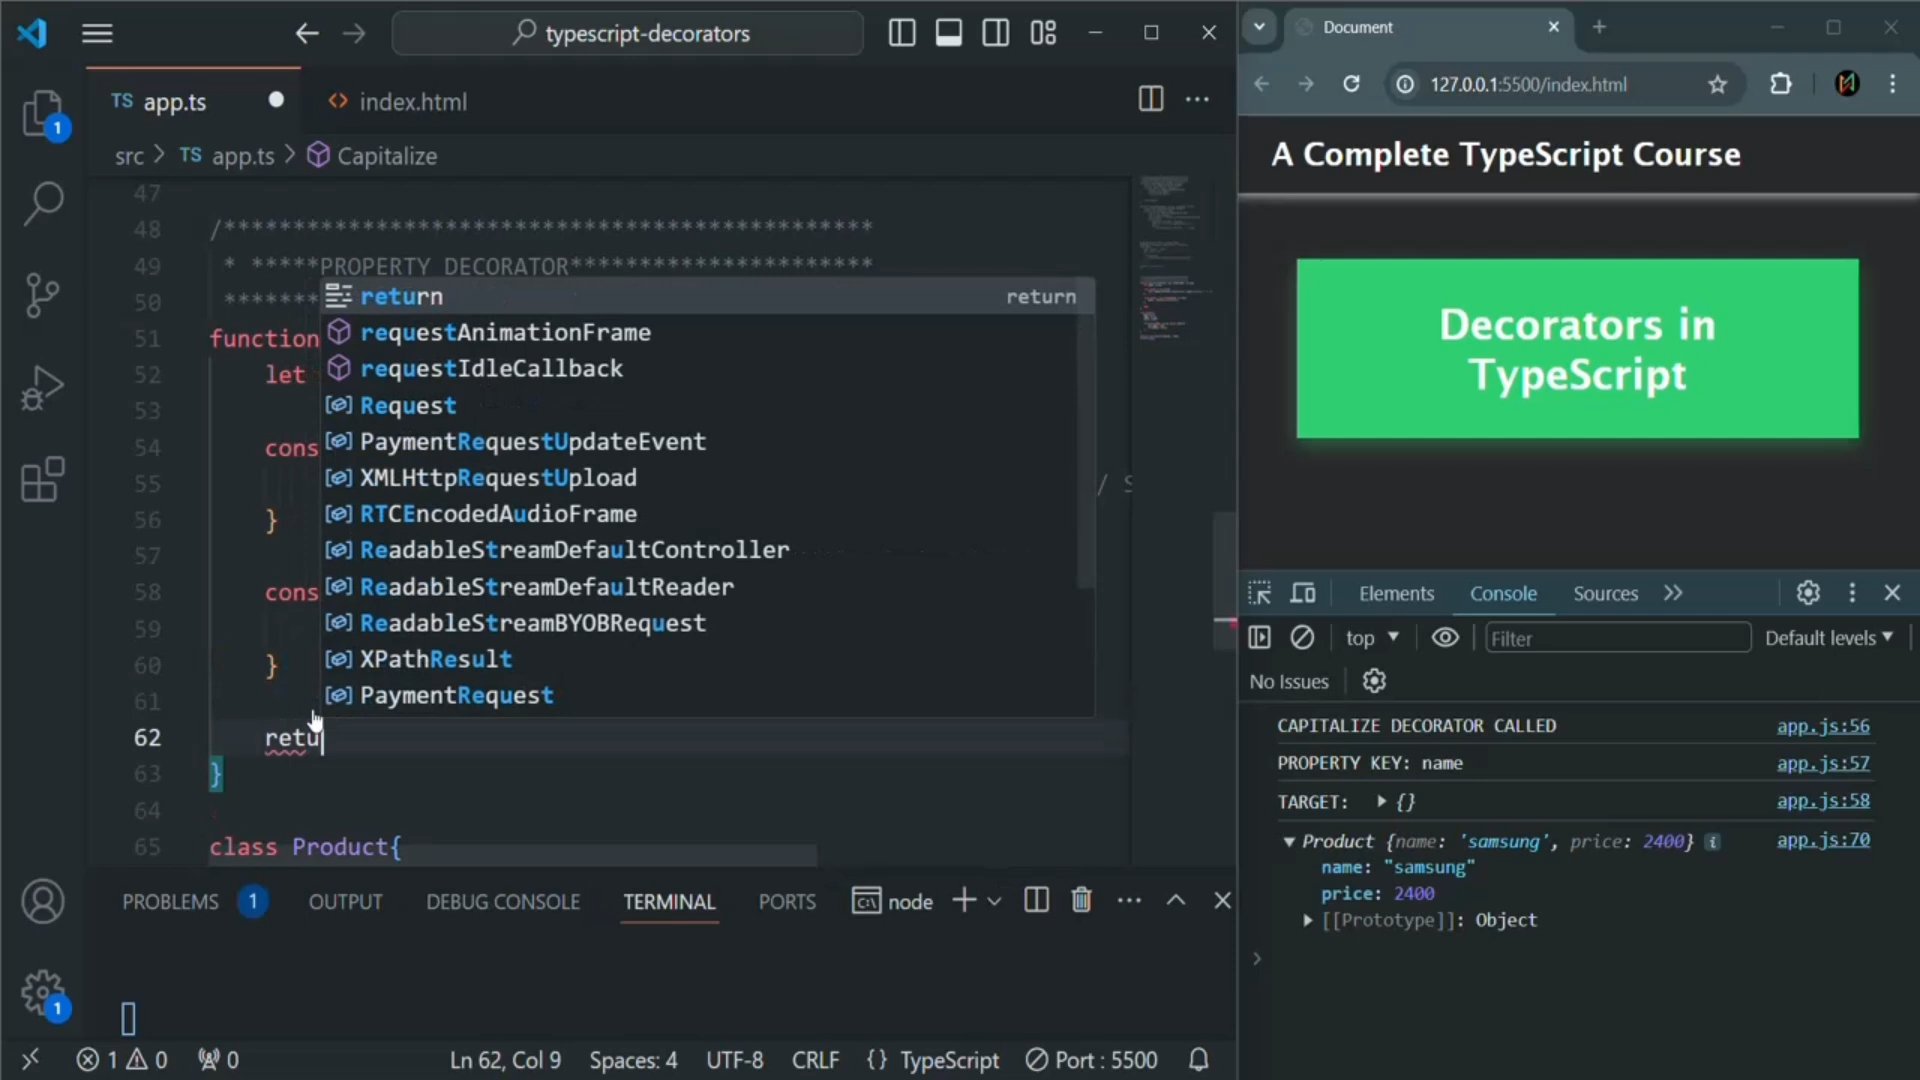 typescript-decorators
TS app.ts
<> index.html
src > TS app.ts > Capitalize
47
48 /***********************************************
49 * *****PROPERTY DECORATOR**********************
50 *******
51 function
52 let
53
54 cons
55 / S
56 }
57
58 cons
59
60 }
61
62 retu
63 }
64
65 class Product{
return return
requestAnimationFrame
requestIdleCallback
Request
PaymentRequestUpdateEvent
XMLHttpRequestUpload
RTCEncodedAudioFrame
ReadableStreamDefaultController
ReadableStreamDefaultReader
ReadableStreamBYOBRequest
XPathResult
PaymentRequest
PROBLEMS 1 OUTPUT DEBUG CONSOLE TERMINAL PORTS node
1
1
1 0 0 Ln 62, Col 9 Spaces: 4 UTF-8 CRLF {} TypeScript Port : 5500
Document
127.0.0.1:5500/index.html
A Complete TypeScript Course
Decorators in
TypeScript
Elements Console Sources
top Filter Default levels
No Issues
CAPITALIZE DECORATOR CALLED app.js:56
PROPERTY KEY: name app.js:57
TARGET: {} app.js:58
Product {name: 'samsung', price: 2400} i app.js:70
name: "samsung"
price: 2400
[[Prototype]]: Object